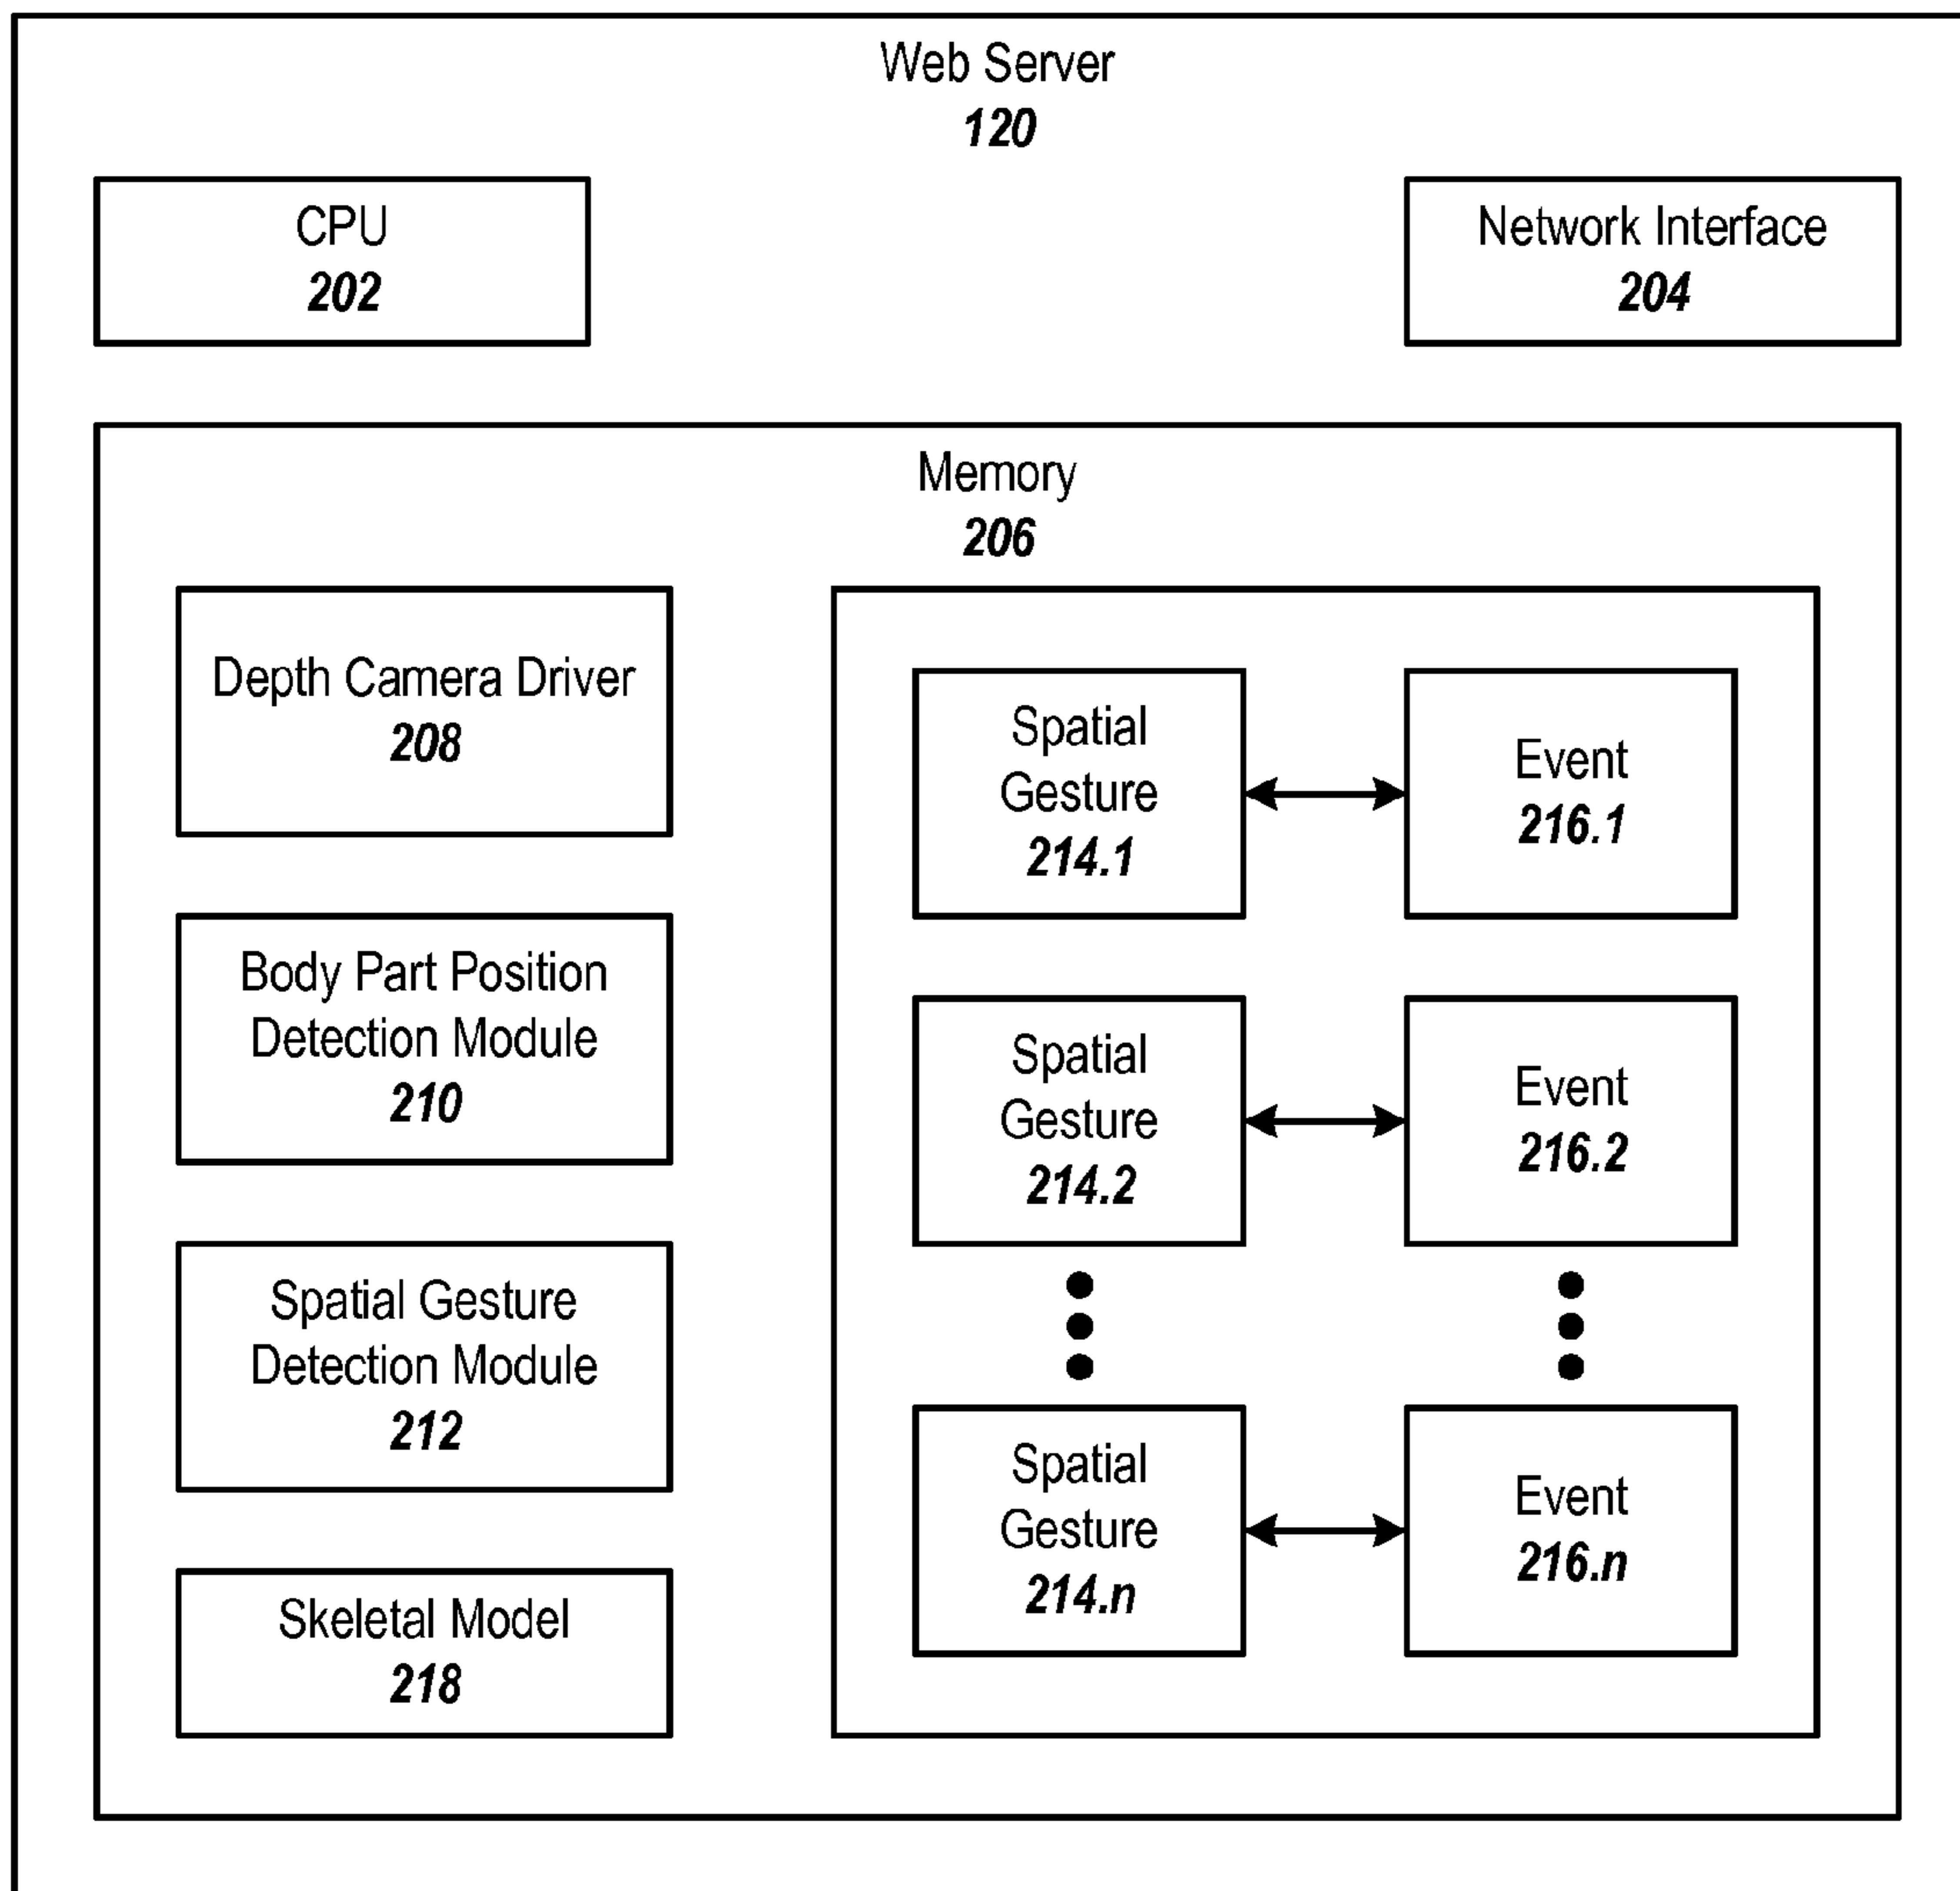 Web Server
120
CPU
202
Network Interface
204
Memory
206
Depth Camera Driver
208
Body Part Position
Detection Module
210
Spatial Gesture
Detection Module
212
Skeletal Model
218
Spatial
Gesture
214.1
Event
216.1
Spatial
Gesture
214.2
Event
216.2
Spatial
Gesture
214.n
Event
216.n